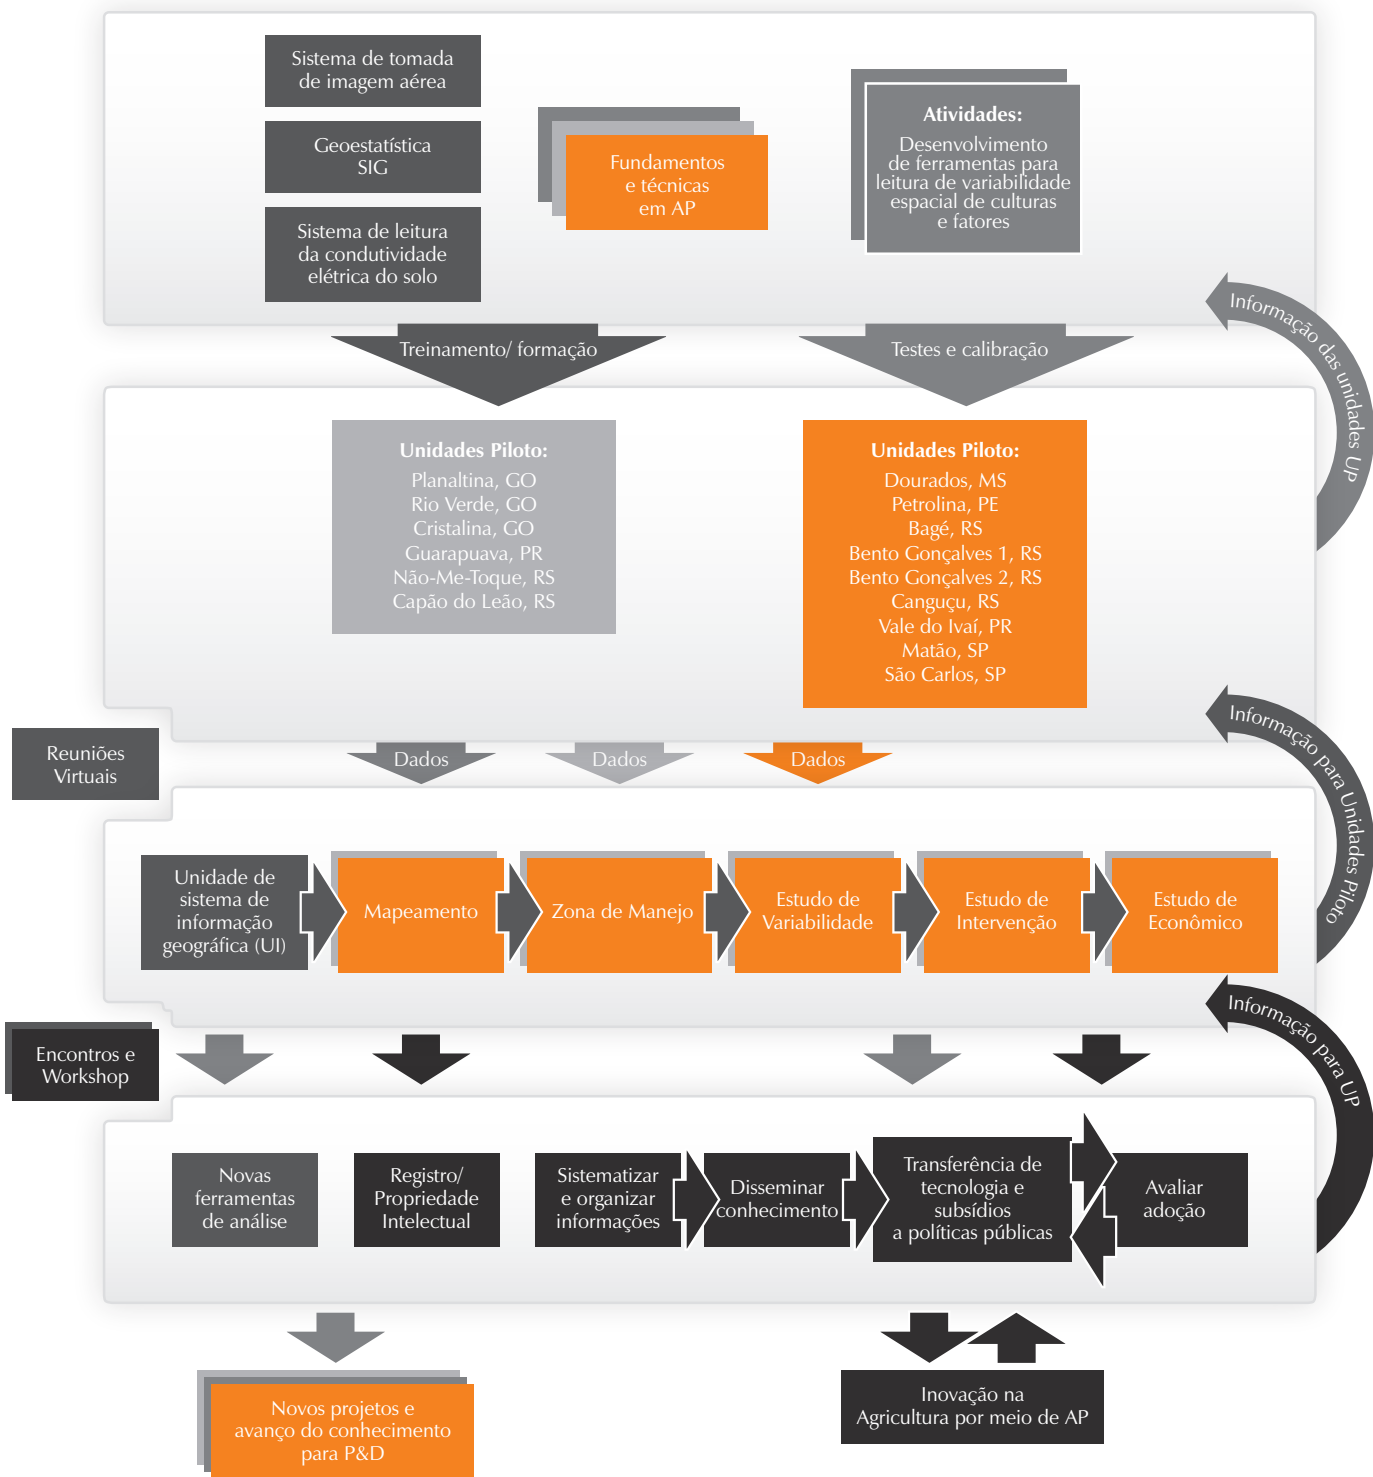 Sistema de tomada
de imagem aérea
Geoestatística
SIG
Sistema de leitura
da condutividade
elétrica do solo
Fundamentos
e técnicas
em AP
Atividades:
Desenvolvimento
de ferramentas para
leitura de variabilidade
espacial de culturas
e fatores
Informação das unidades UP
Treinamento/ formação
Testes e calibração
Unidades Piloto:
Planaltina, GO
Rio Verde, GO
Cristalina, GO
Guarapuava, PR
Não-Me-Toque, RS
Capão do Leão, RS
Unidades Piloto:
Dourados, MS
Petrolina, PE
Bagé, RS
Bento Gonçalves 1, RS
Bento Gonçalves 2, RS
Canguçu, RS
Vale do Ivaí, PR
Matão, SP
São Carlos, SP
Informação para Unidades Piloto
Reuniões
Virtuais
Dados
Dados
Dados
Unidade de
sistema de
informação
geográfica (UI)
Mapeamento
Zona de Manejo
Estudo de
Variabilidade
Estudo de
Intervenção
Estudo de
Econômico
Informação para UP
Encontros e
Workshop
Novas
ferramentas
de análise
Registro/
Propriedade
Intelectual
Sistematizar
e organizar
informações
Disseminar
conhecimento
Transferência de
tecnologia e
subsídios
a políticas públicas
Avaliar
adoção
Novos projetos e
avanço do conhecimento
para P&D
Inovação na
Agricultura por meio de AP